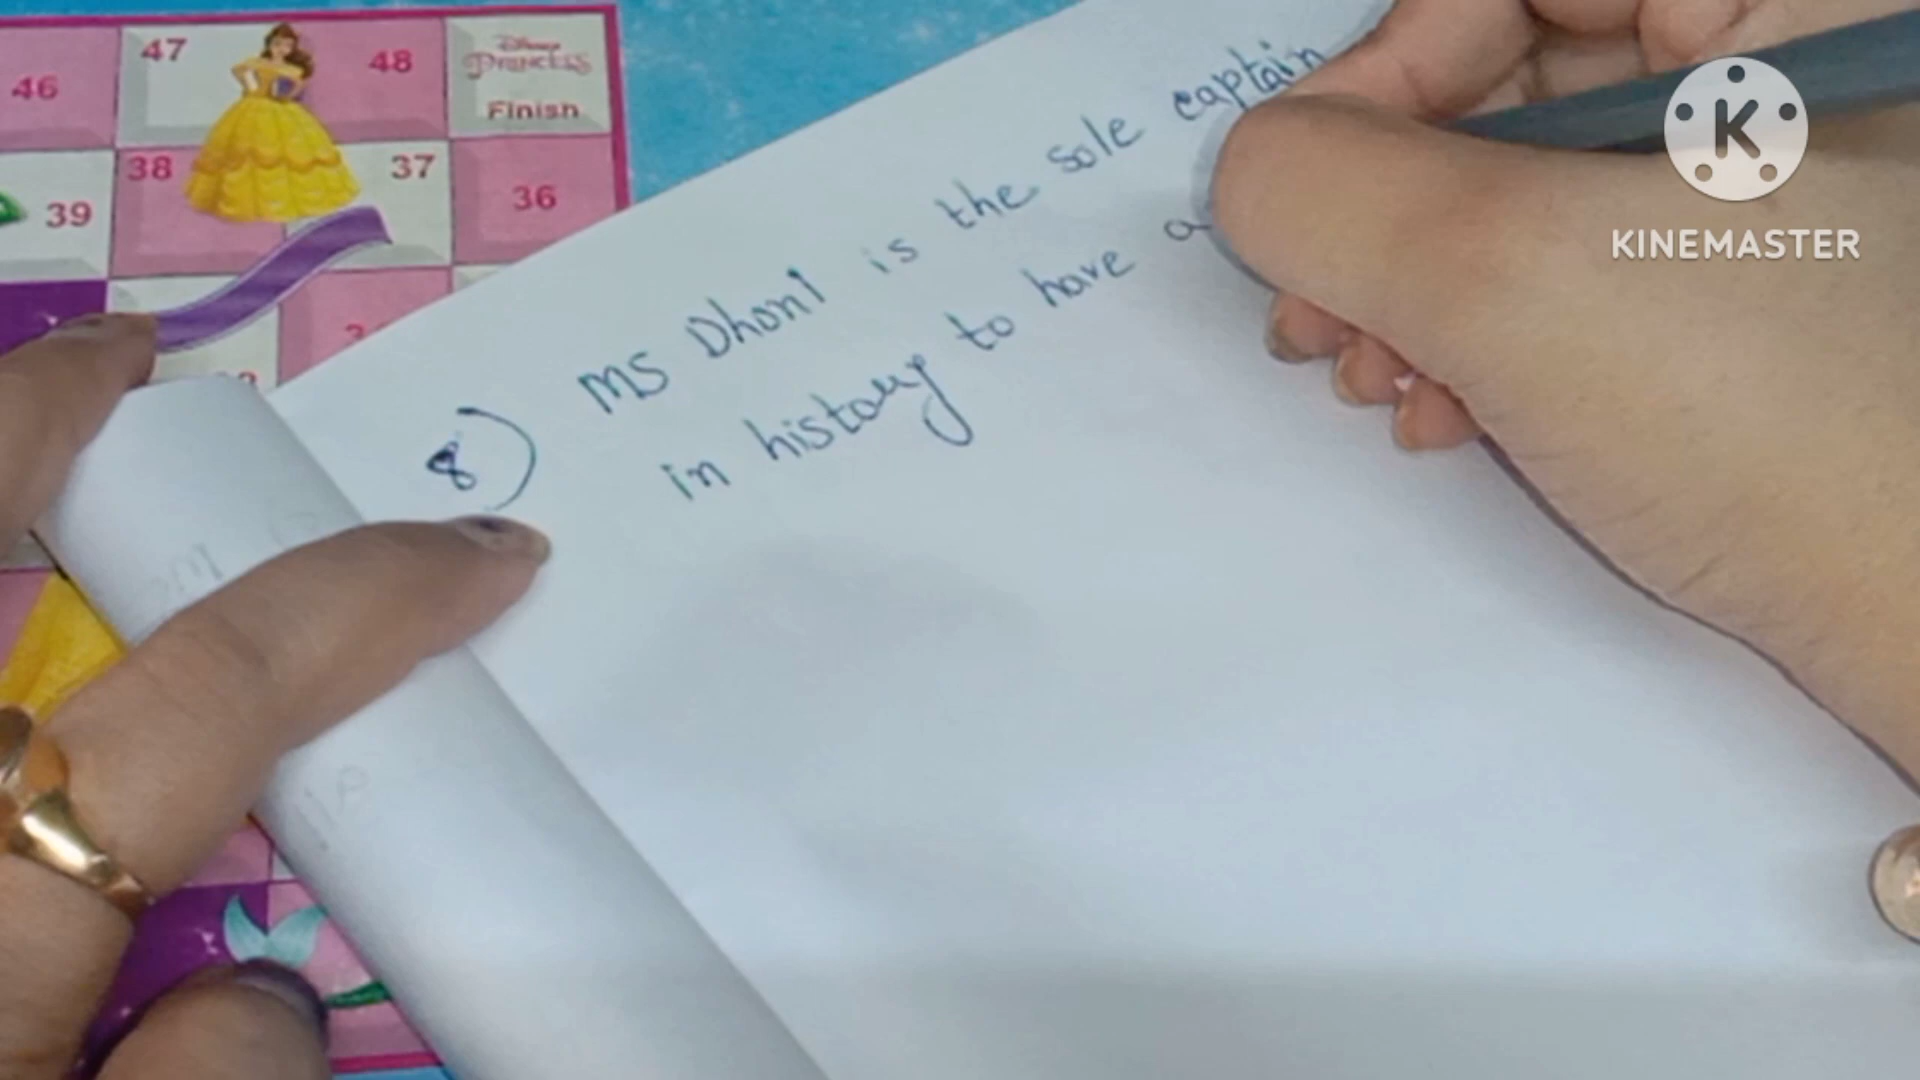 47
48
Disney
PRINCESS
Finish
46
38
37
36
39
8) MS Dhoni is the sole captain
in history to have a
K
KINEMASTER